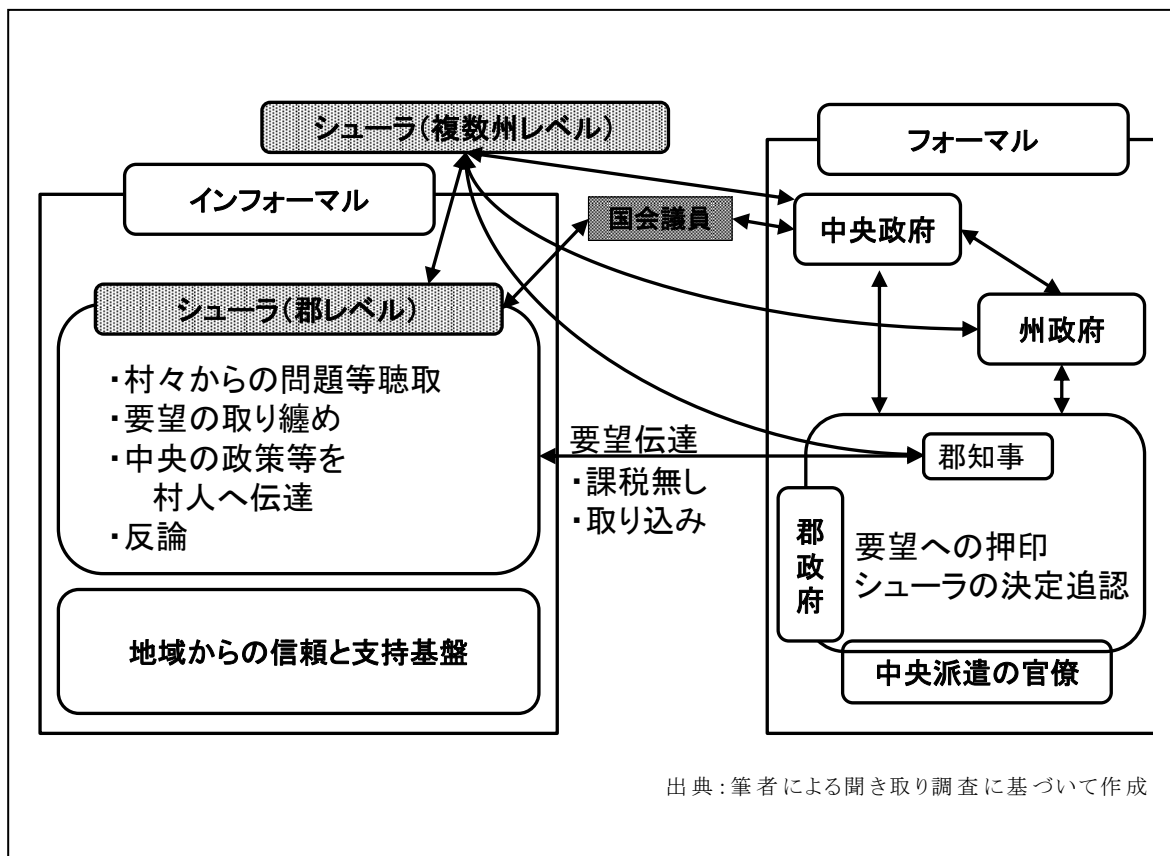 シューラ(複数州レベル)
フォーマル
インフォーマル
国会議員
中央政府
シューラ(郡レベル)
州政府
・村々からの問題等聴取
・要望の取り纏め
・中央の政策等を
村人へ伝達
・反論
要望伝達
・課税無し
・取り込み
郡知事
郡政府
要望への押印
シューラの決定追認
地域からの信頼と支持基盤
中央派遣の官僚
出典:筆者による聞き取り調査に基づいて作成